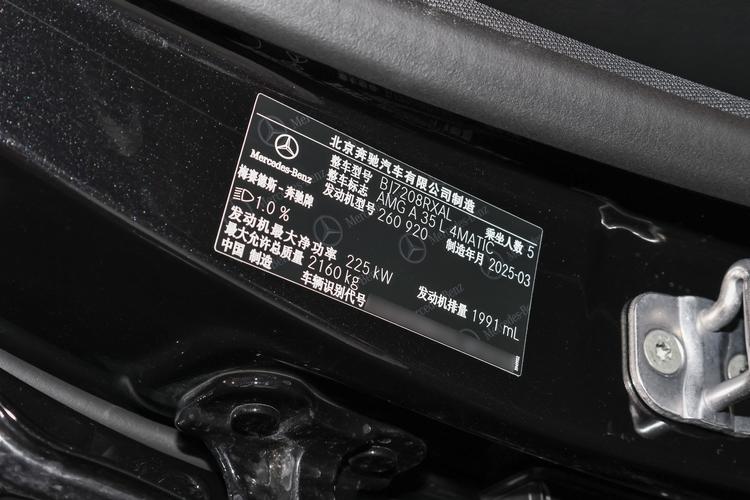 北京奔驰汽车有限公司制造
Mercedes-Benz
梅赛德斯-奔驰牌
整车型号 BJ7208RXAL
整车标志 AMG A 35 L 4MATIC 乘坐人数 5
发动机型号 260 920 制造年月 2025-03
1.0 %
发动机最大净功率 225 kW 发动机排量 1991 mL
最大允许总质量 2160 kg
中国 制造 车辆识别代号